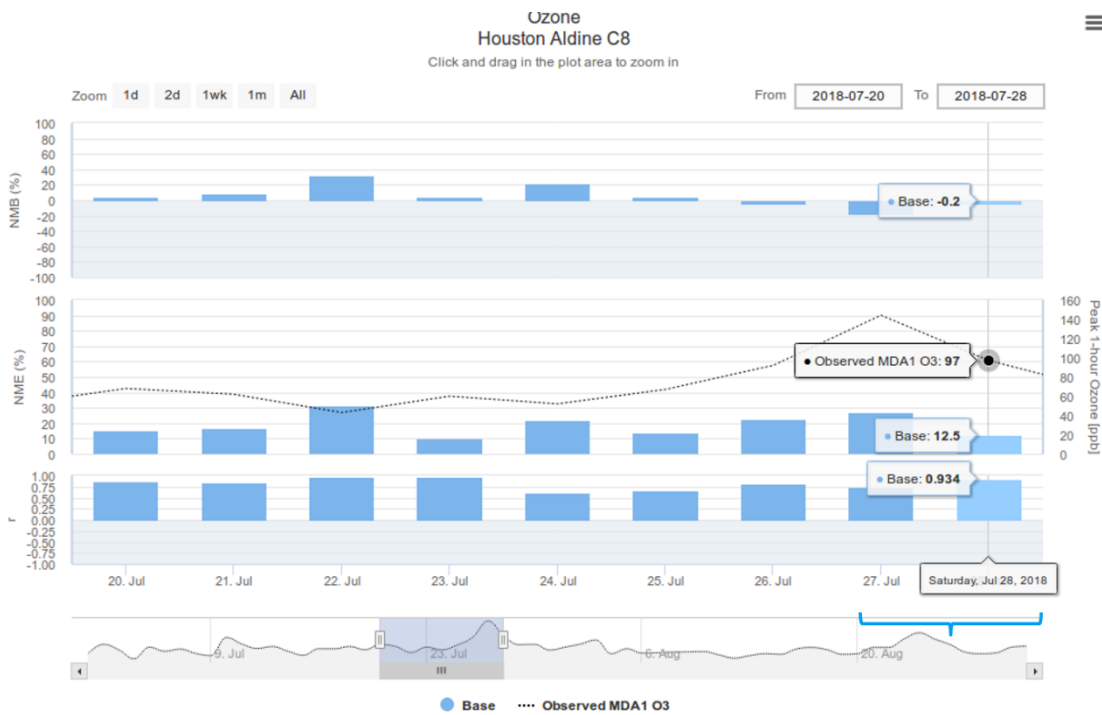 Ozone
Houston Aldine C8
Click and drag in the plot area to zoom in
Zoom 1d 2d 1wk 1m All
From 2018-07-20 To 2018-07-28
NMB (%)
100
80
60
40
20
0
-20
-40
-60
-80
-100
Base: -0.2
NME (%)
100
90
80
70
60
50
40
30
20
10
0
Observed MDA1 O3: 97
Base: 12.5
160
140
120
100
80
60
40
20
0
Peak 1-hour Ozone [ppb]
r
1.00
0.75
0.50
0.25
0.00
-0.25
-0.50
-0.75
-1.00
Base: 0.934
20. Jul 21. Jul 22. Jul 23. Jul 24. Jul 25. Jul 26. Jul 27. Jul
Saturday, Jul 28, 2018
9. Jul 23. Jul 6. Aug 20. Aug
Base Observed MDA1 O3